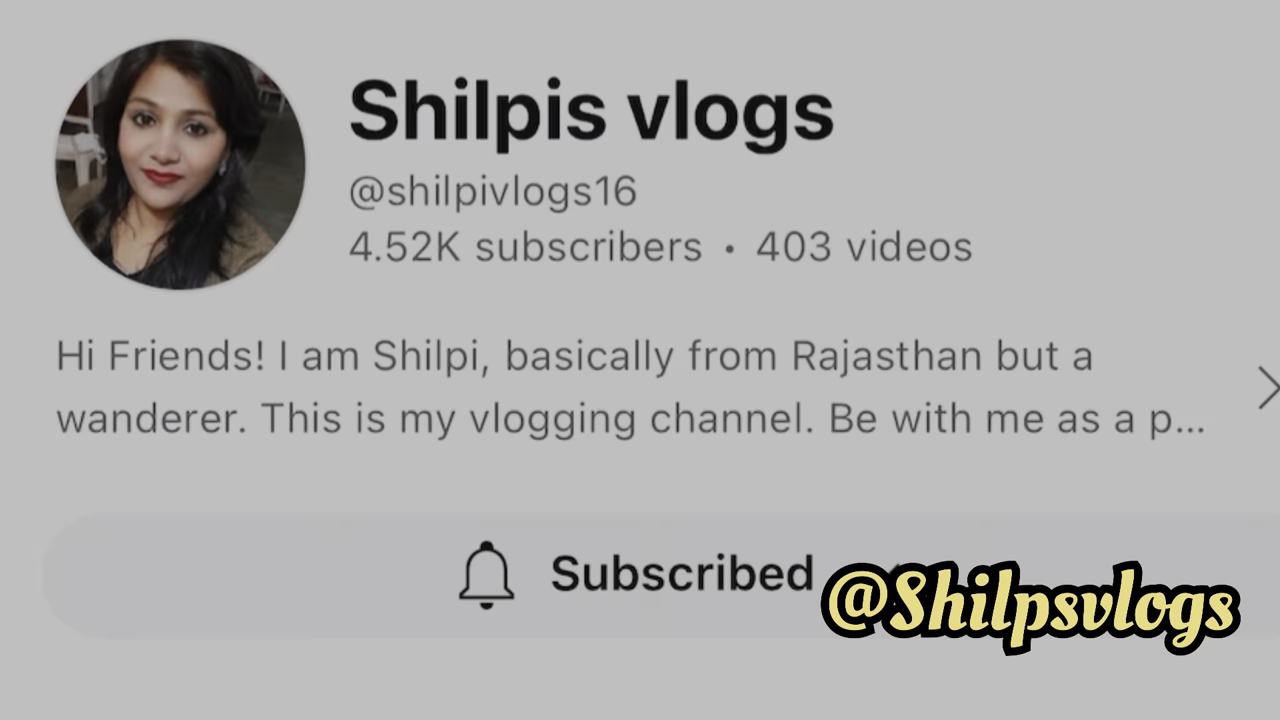 Shilpis vlogs
@shilpivlogs16
4.52K subscribers • 403 videos
Hi Friends! I am Shilpi, basically from Rajasthan but a
wanderer. This is my vlogging channel. Be with me as a p...
Subscribed
@Shilpsvlogs